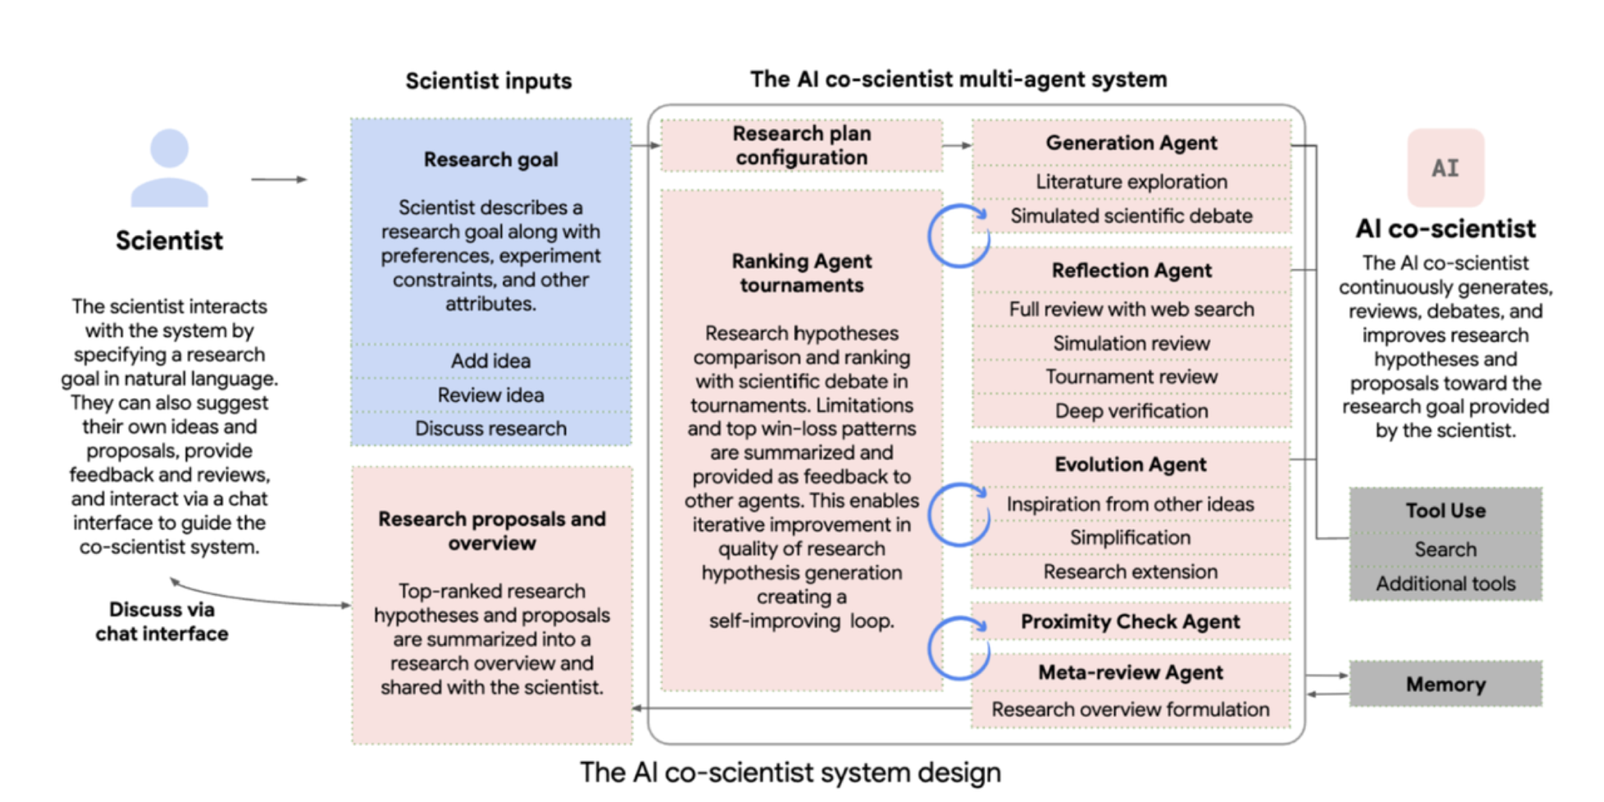 Scientist inputs
The AI co-scientist multi-agent system
Scientist
The scientist interacts
with the system by
specifying a research
goal in natural language.
They can also suggest
their own ideas and
proposals, provide
feedback and reviews,
and interact via a chat
interface to guide the
co-scientist system.
Discuss via
chat interface
Research goal
Scientist describes a
research goal along with
preferences, experiment
constraints, and other
attributes.
Add idea
Review idea
Discuss research
Research proposals and
overview
Top-ranked research
hypotheses and proposals
are summarized into a
research overview and
shared with the scientist.
Research plan
configuration
Ranking Agent
tournaments
Research hypotheses
comparison and ranking
with scientific debate in
tournaments. Limitations
and top win-loss patterns
are summarized and
provided as feedback to
other agents. This enables
iterative improvement in
quality of research
hypothesis generation
creating a
self-improving loop.
Generation Agent
Literature exploration
Simulated scientific debate
Reflection Agent
Full review with web search
Simulation review
Tournament review
Deep verification
Evolution Agent
Inspiration from other ideas
Simplification
Research extension
Proximity Check Agent
Meta-review Agent
Research overview formulation
AI
AI co-scientist
The AI co-scientist
continuously generates,
reviews, debates, and
improves research
hypotheses and
proposals toward the
research goal provided
by the scientist.
Tool Use
Search
Additional tools
Memory
The AI co-scientist system design